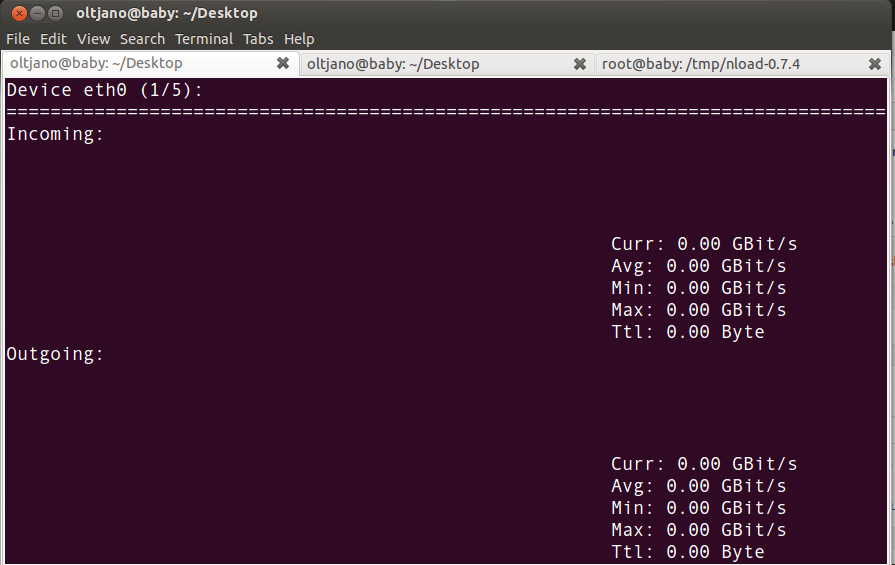 oltjano@baby: ~/Desktop
File Edit View Search Terminal Tabs Help
oltjano@baby: ~/Desktop oltjano@baby: ~/Desktop root@baby: /tmp/nload-0.7.4
Device eth0 (1/5):
================================================================================
Incoming:
Curr: 0.00 GBit/s
Avg: 0.00 GBit/s
Min: 0.00 GBit/s
Max: 0.00 GBit/s
Ttl: 0.00 Byte
Outgoing:
Curr: 0.00 GBit/s
Avg: 0.00 GBit/s
Min: 0.00 GBit/s
Max: 0.00 GBit/s
Ttl: 0.00 Byte